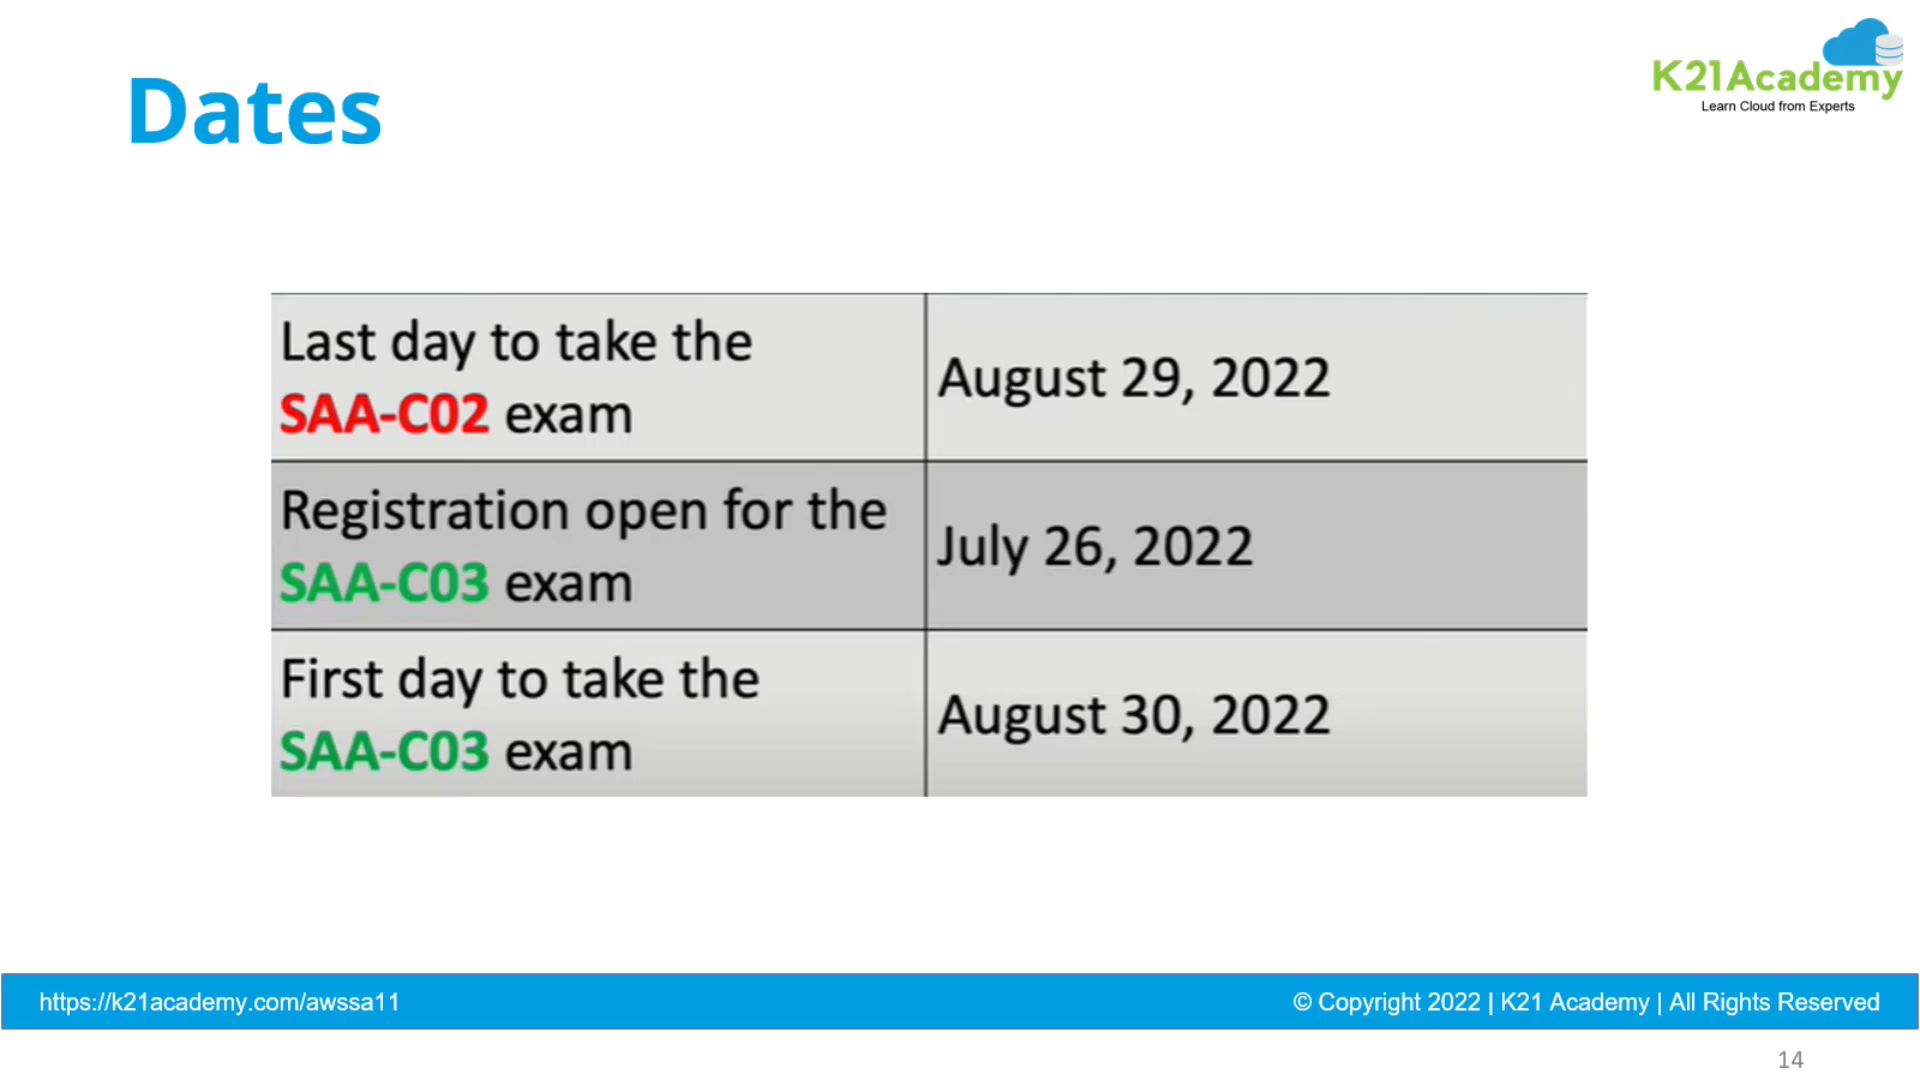 Dates
K21Academy
Learn Cloud from Experts
Last day to take the
SAA-C02 exam
August 29, 2022
Registration open for the
SAA-C03 exam
July 26, 2022
First day to take the
SAA-C03 exam
August 30, 2022
https://k21academy.com/awssa11
© Copyright 2022 | K21 Academy | All Rights Reserved
14